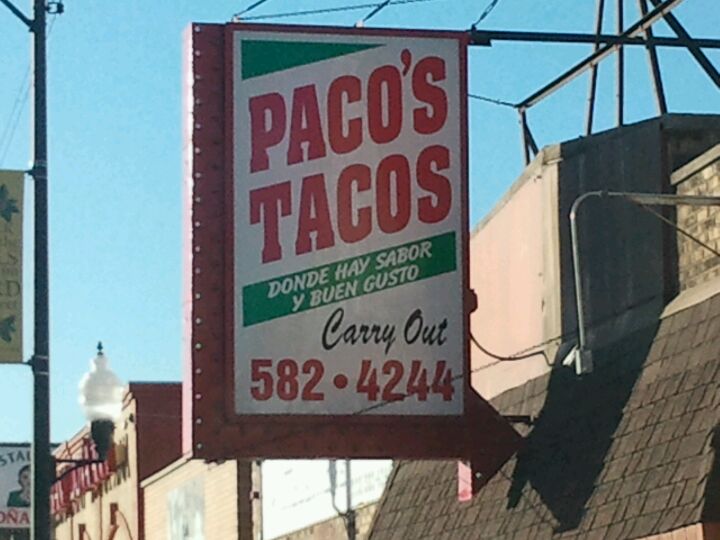 PACO'S
TACOS
DONDE HAY SABOR
Y BUEN GUSTO
Carry Out
582 • 4244